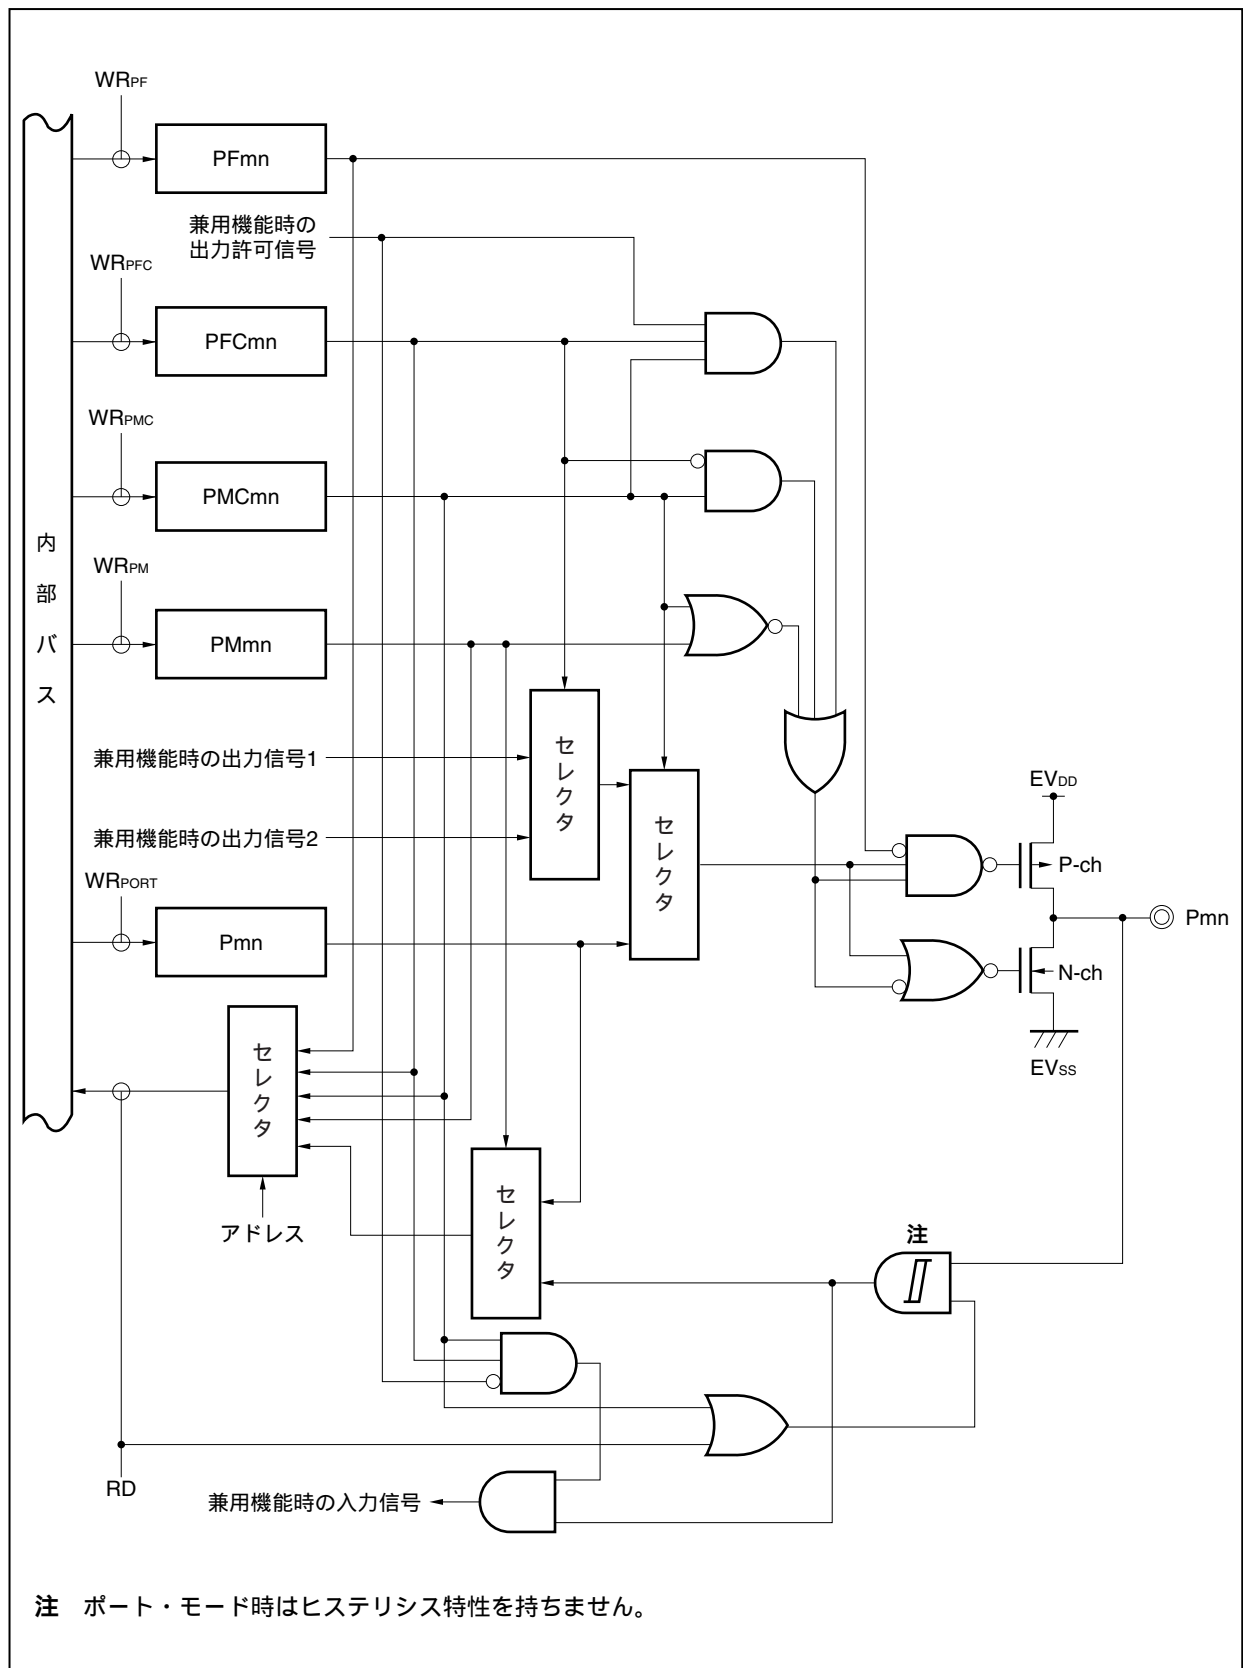 WRPF
PFmn
兼用機能時の
出力許可信号
WRPFC
PFCmn
WRPMC
PMCmn
内部バス
WRPM
PMmn
セレクタ
兼用機能時の出力信号1
セレクタ
兼用機能時の出力信号2
EVDD
P-ch
WRPORT
Pmn
Pmn
N-ch
EVSS
セレクタ
アドレス
セレクタ
注
RD
兼用機能時の入力信号
注 ポート・モード時はヒステリシス特性を持ちません。